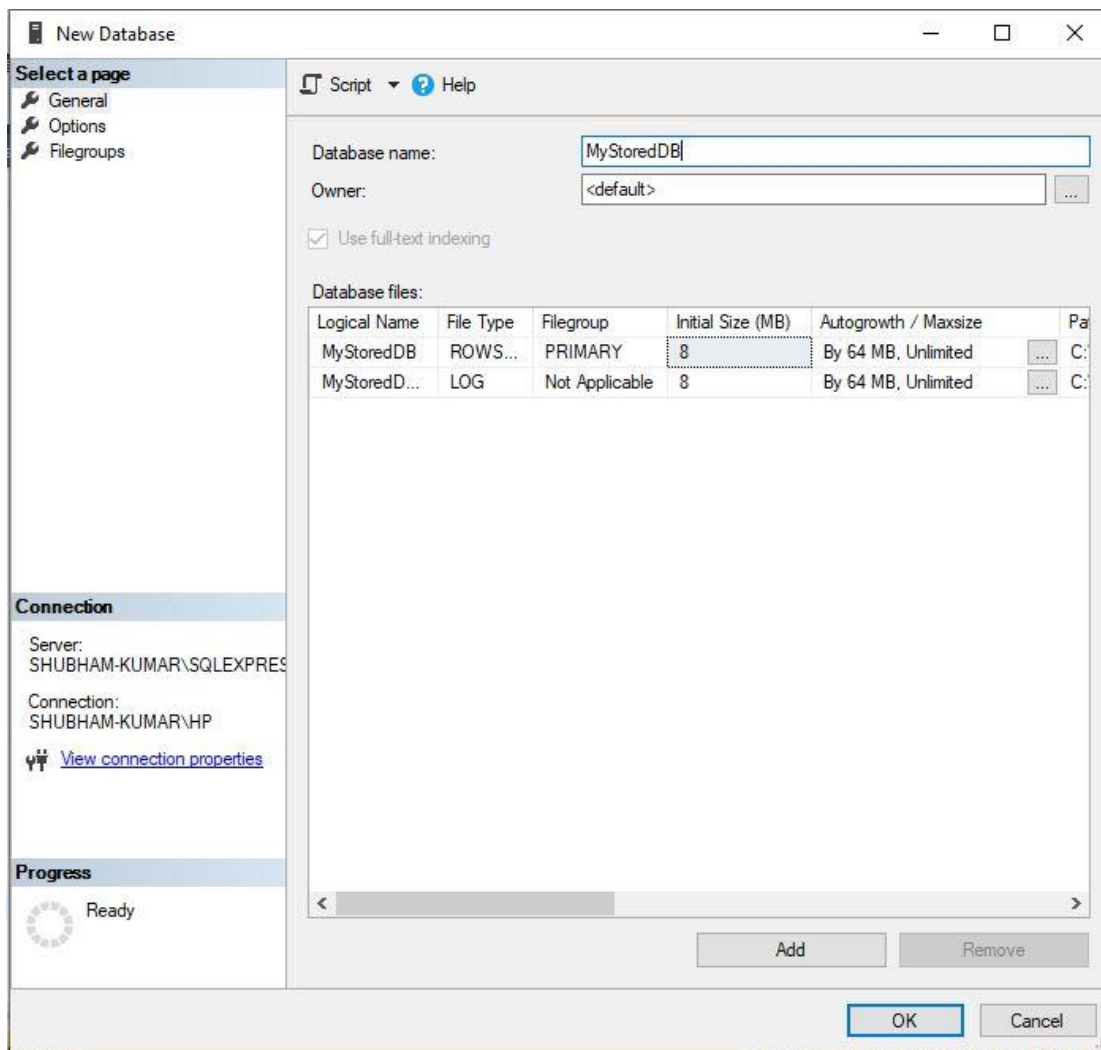 New Database
Select a page
General
Options
Filegroups
Script Help
Database name: MyStoredDB
Owner: <default> ...
Use full-text indexing
Database files:
Logical Name File Type Filegroup Initial Size (MB) Autogrowth / Maxsize Pa
MyStoredDB ROWS... PRIMARY 8 By 64 MB, Unlimited ... C:
MyStoredD... LOG Not Applicable 8 By 64 MB, Unlimited ... C:
Connection
Server:
SHUBHAM-KUMAR\SQLEXPRES
Connection:
SHUBHAM-KUMAR\HP
View connection properties
Progress
Ready
Add Remove
OK Cancel